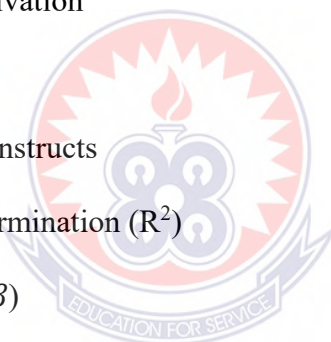 ivation
nstructs
rmination (R²)
β)
EDUCATION FOR SERVICE